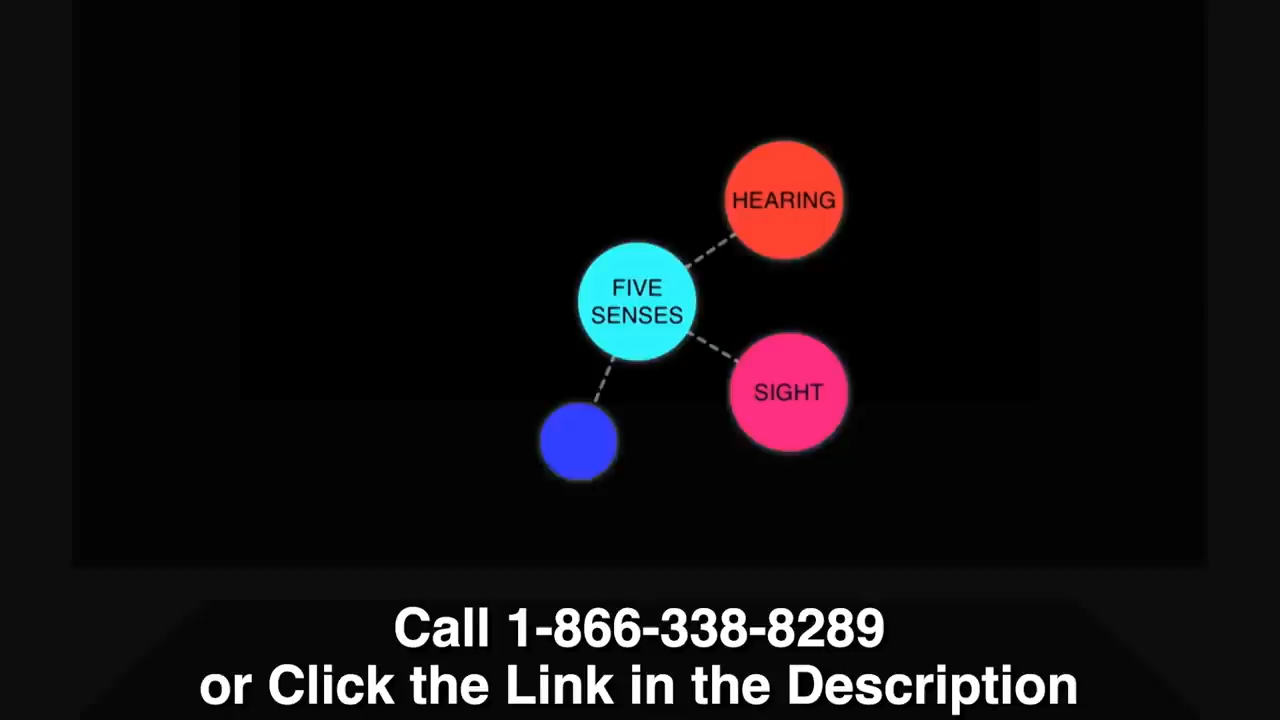 HEARING
FIVE
SENSES
SIGHT
Call 1-866-338-8289
or Click the Link in the Description